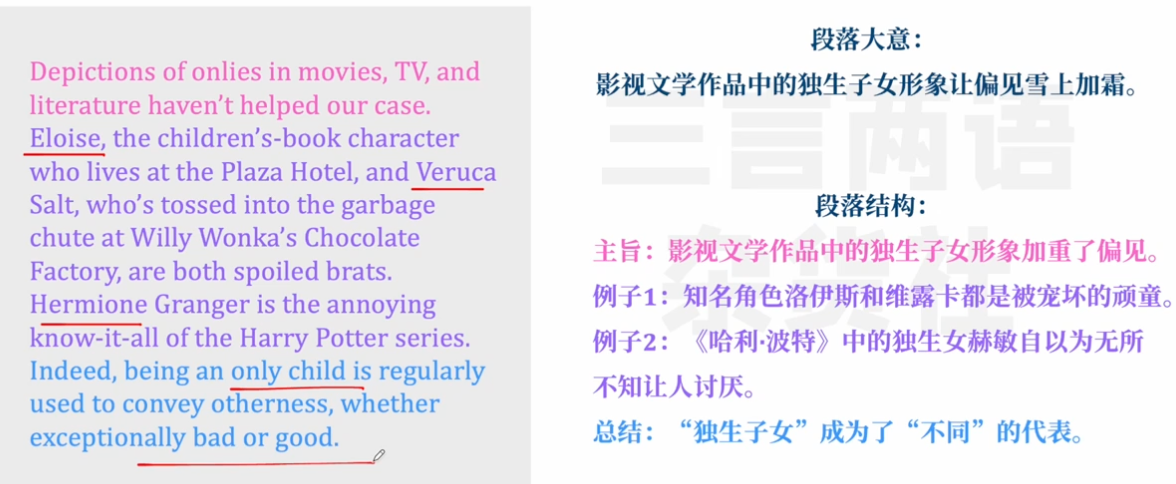 Depictions of onlies in movies, TV, and
literature haven't helped our case.
Eloise, the children's-book character
who lives at the Plaza Hotel, and Veruca
Salt, who's tossed into the garbage
chute at Willy Wonka's Chocolate
Factory, are both spoiled brats.
Hermione Granger is the annoying
know-it-all of the Harry Potter series.
Indeed, being an only child is regularly
used to convey otherness, whether
exceptionally bad or good.
段落大意：
影视文学作品中的独生子女形象让偏见雪上加霜。
三言两语
杂货社
段落结构：
主旨：影视文学作品中的独生子女形象加重了偏见。
例子1：知名角色洛伊斯和维露卡都是被宠坏的顽童。
例子2：《哈利·波特》中的独生女赫敏自以为无所
不知让人讨厌。
总结：“独生子女”成为了“不同”的代表。